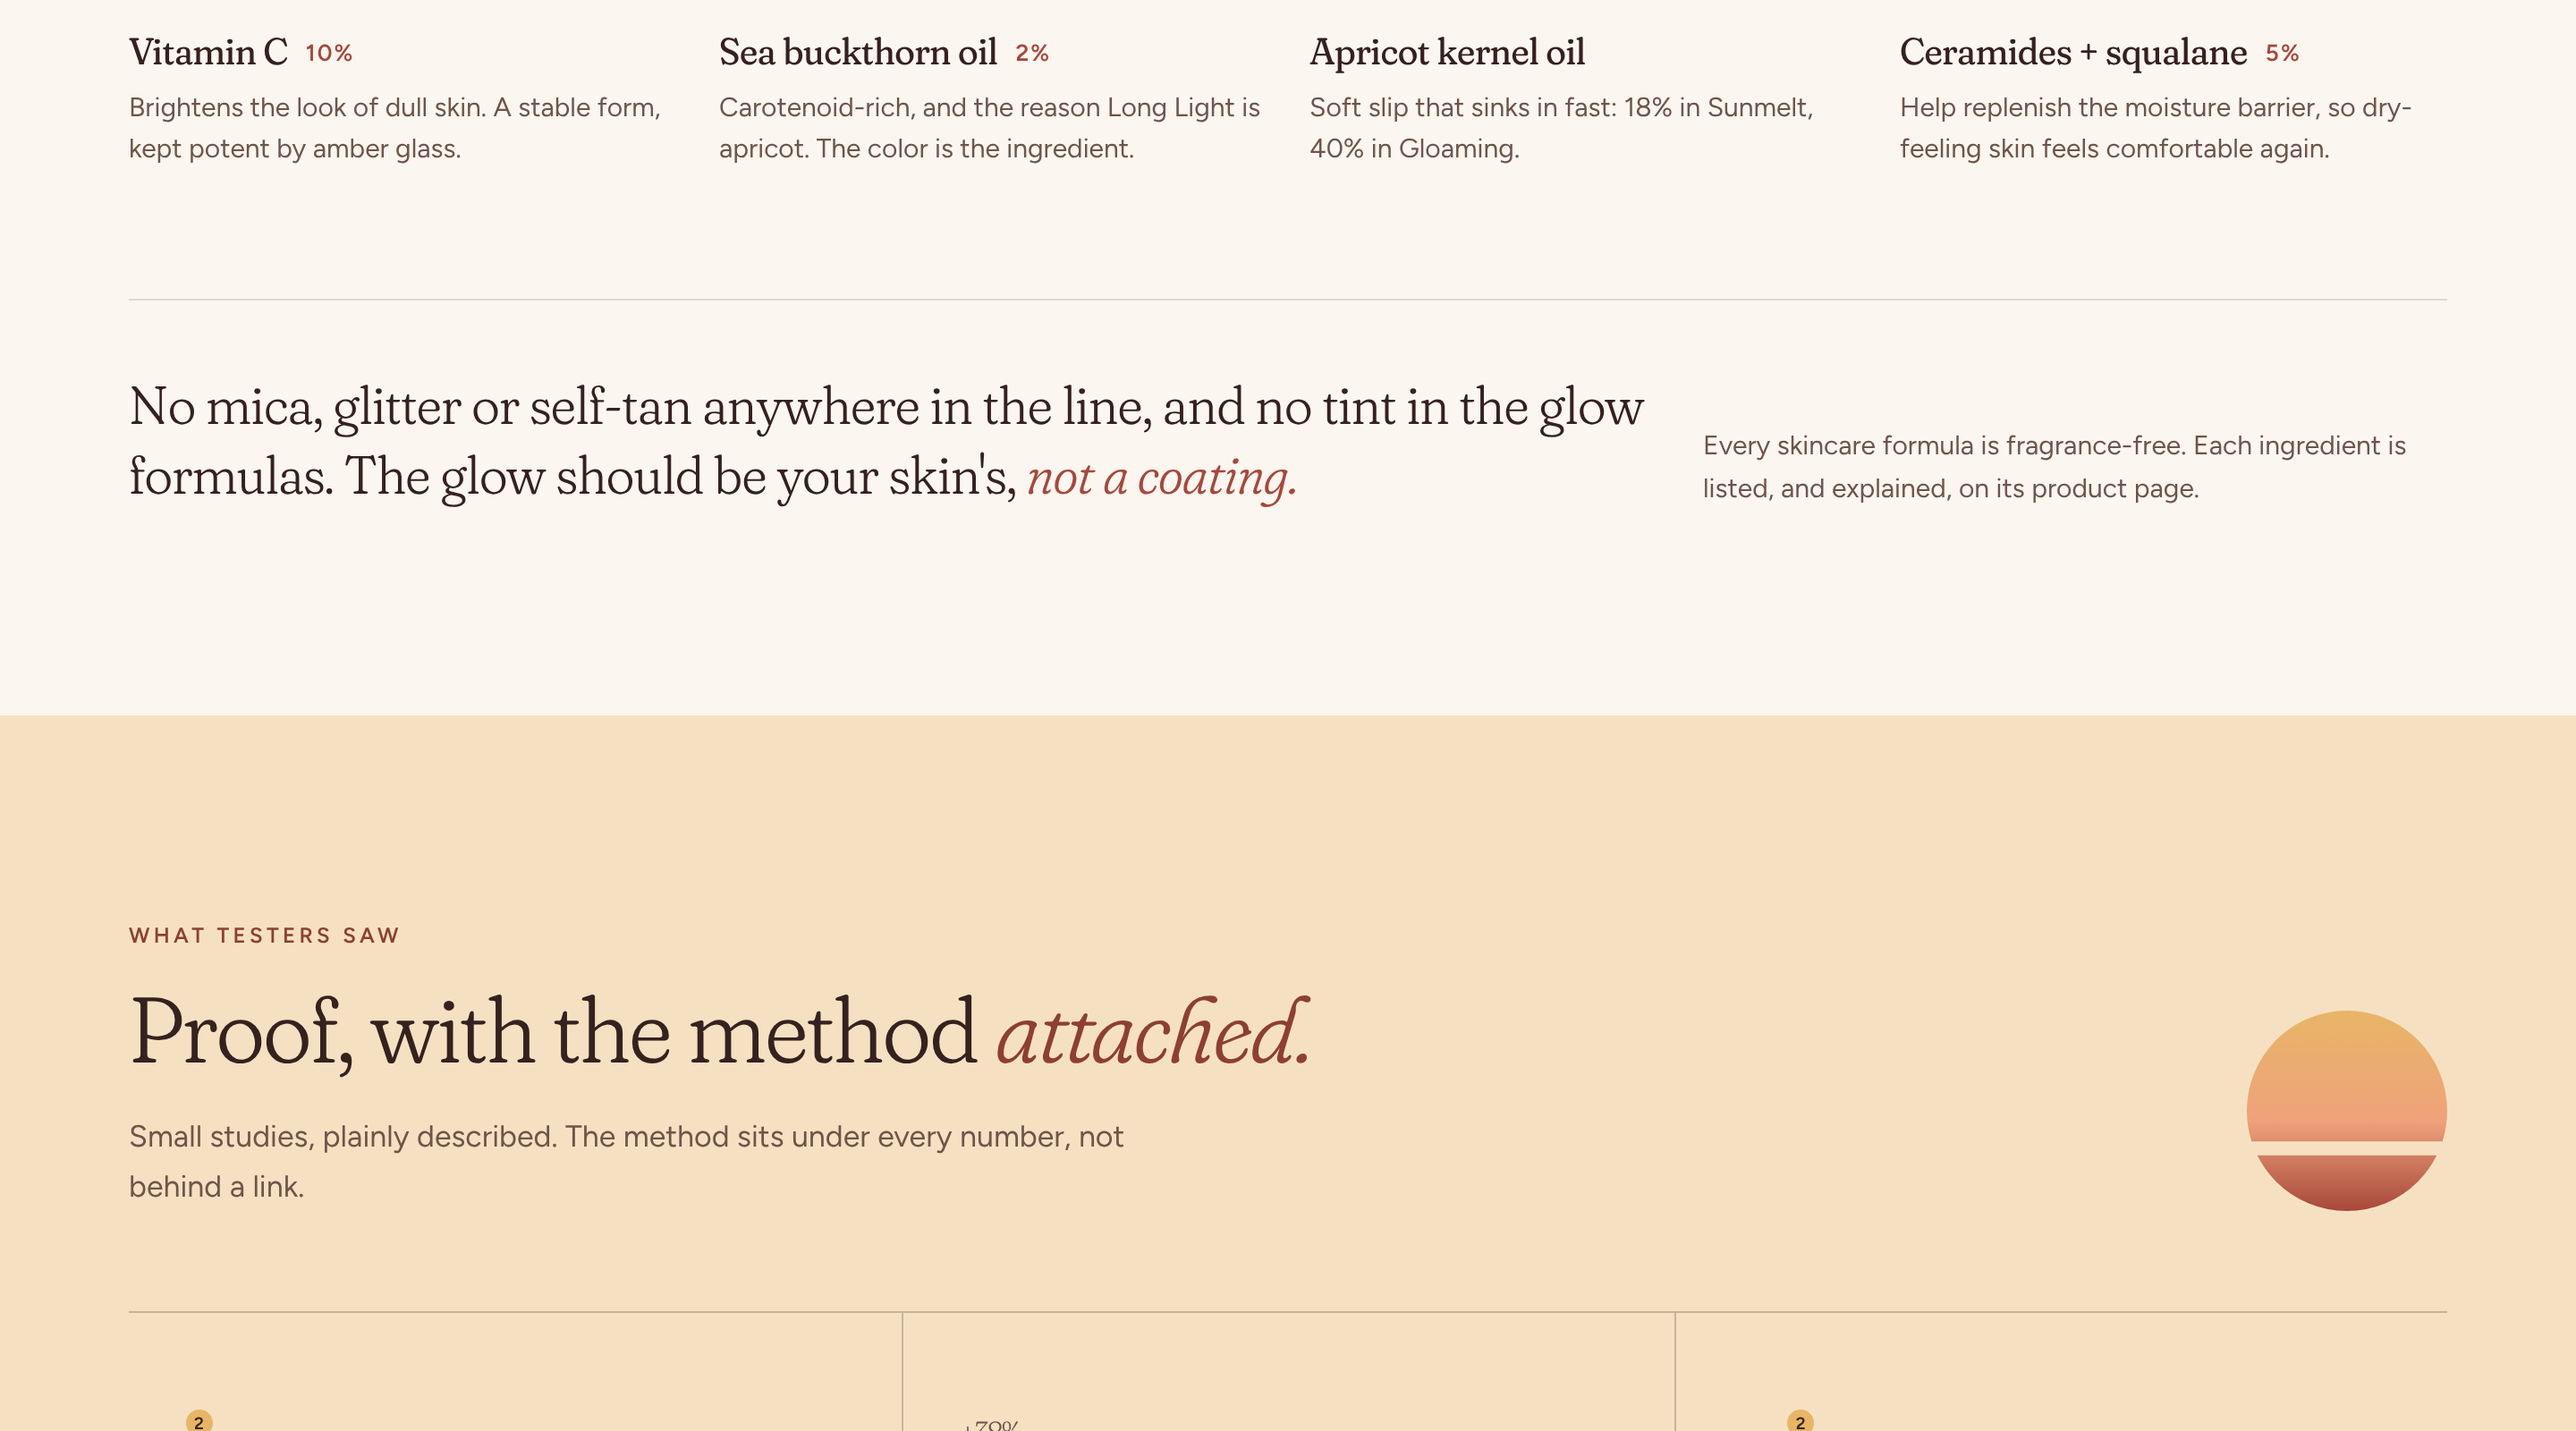 Vitamin C 10%
Brightens the look of dull skin. A stable form,
kept potent by amber glass.
Sea buckthorn oil 2%
Carotenoid-rich, and the reason Long Light is
apricot. The color is the ingredient.
Apricot kernel oil
Soft slip that sinks in fast: 18% in Sunmelt,
40% in Gloaming.
Ceramides + squalane 5%
Help replenish the moisture barrier, so dry-
feeling skin feels comfortable again.
No mica, glitter or self-tan anywhere in the line, and no tint in the glow
formulas. The glow should be your skin's, not a coating.
Every skincare formula is fragrance-free. Each ingredient is
listed, and explained, on its product page.
WHAT TESTERS SAW
Proof, with the method attached.
Small studies, plainly described. The method sits under every number, not
behind a link.
2
2